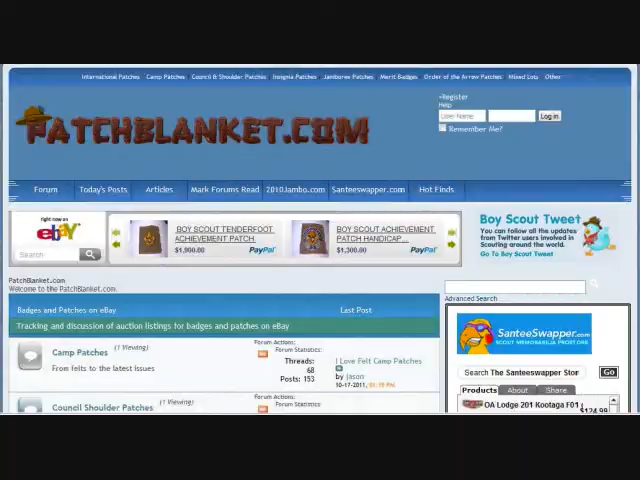 International Patches Camp Patches Council & Shoulder Patches Insignia Patches Jamboree Patches Merit Badges Order of the Arrow Patches Mixed Lots Other
PATCHBLANKET.COM
Register
Help
User Name Log in
Remember Me?
Forum Today's Posts Articles Mark Forums Read 2010Jambo.com Santeeswapper.com Hot Finds
right now on
ebY
Search
BOY SCOUT TENDERFOOT
ACHIEVEMENT PATCH
$1,900.00 PayPal
BOY SCOUT ACHIEVEMENT
PATCH HANDICAP...
$1,300.00 PayPal
Boy Scout Tweet
You can follow all the updates
from Twitter users involved in
Scouting around the world.
Go To Boy Scout Tweet
PatchBlanket.com
Welcome to the PatchBlanket.com.
Advanced Search
Badges and Patches on eBay Last Post
Tracking and discussion of auction listings for badges and patches on eBay
Camp Patches (1 Viewing)
From felts to the latest issues
Forum Actions:
Forum Statistics:
Threads:
68
Posts: 153
I Love Felt Camp Patches
by Jason
10-17-2011,
Council Shoulder Patches (1 Viewing)
Forum Actions:
Forum Statistics
SanteeSwapper.com
SCOUT MEMORABILIA PROSTORE
Search The Santeeswapper Stor Go
Products About Share
OA Lodge 201 Kootaga F01
$124.99